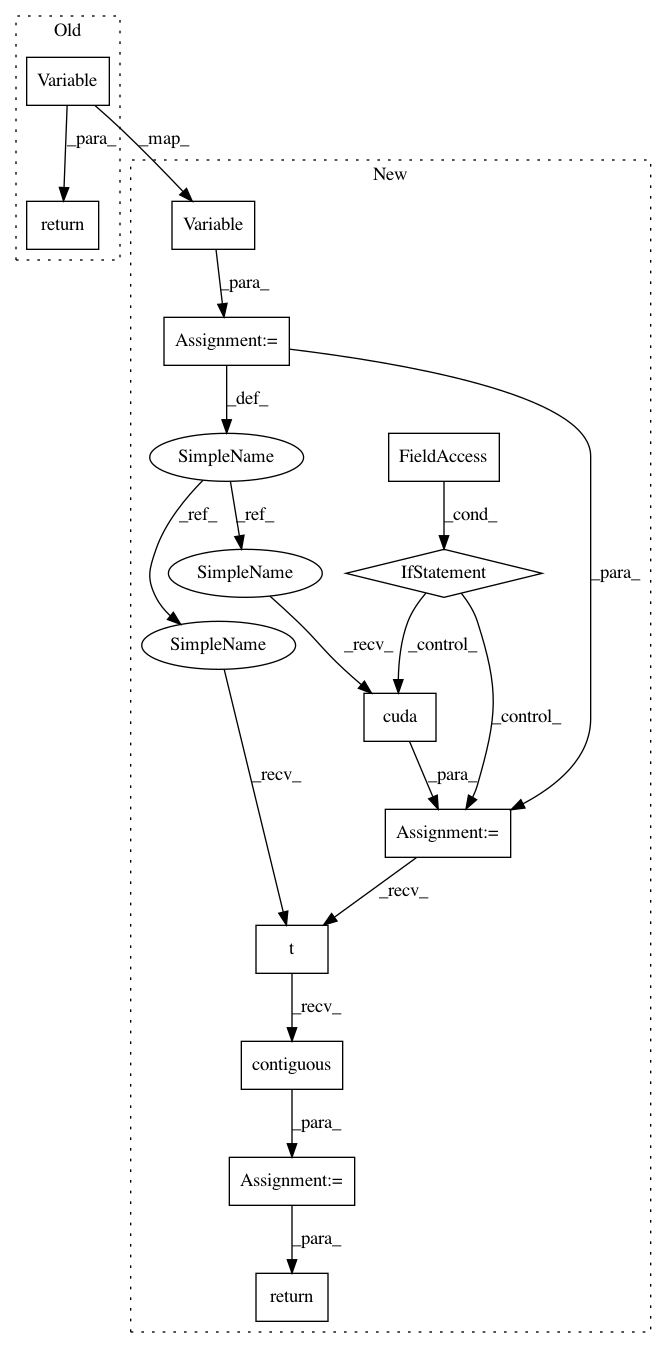 Old
Variable
_para_
_map_
New
return
Variable
_para_
Assignment:=
_def_
SimpleName
FieldAccess
_ref_
_ref_
_cond_
SimpleName
IfStatement
_para_
SimpleName
_recv_
_control_
cuda
_control_
_recv_
_para_
Assignment:=
_recv_
t
_recv_
contiguous
_para_
Assignment:=
_para_
return